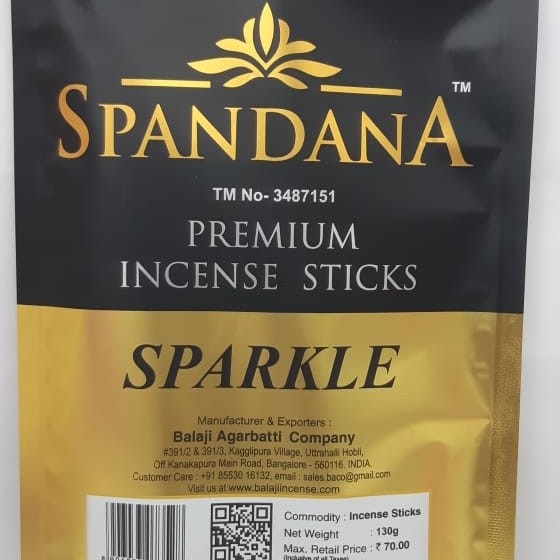 SPANDANA TM
TM No- 3487151
PREMIUM
INCENSE STICKS
SPARKLE
Manufacturer & Exporters :
Balaji Agarbatti Company
#391/2 & 391/3, Kagglipura Village, Uttrahalli Hobli,
Off Kanakapura Main Road, Bangalore - 560116. INDIA.
Customer Care : +91 85530 16132, email : sales.baco@gmail.com
Visit us at www.balajiincense.com
Commodity : Incense Sticks
Net Weight : 130g
Max. Retail Price : ₹ 70.00
(Inclusive of all Taxes)